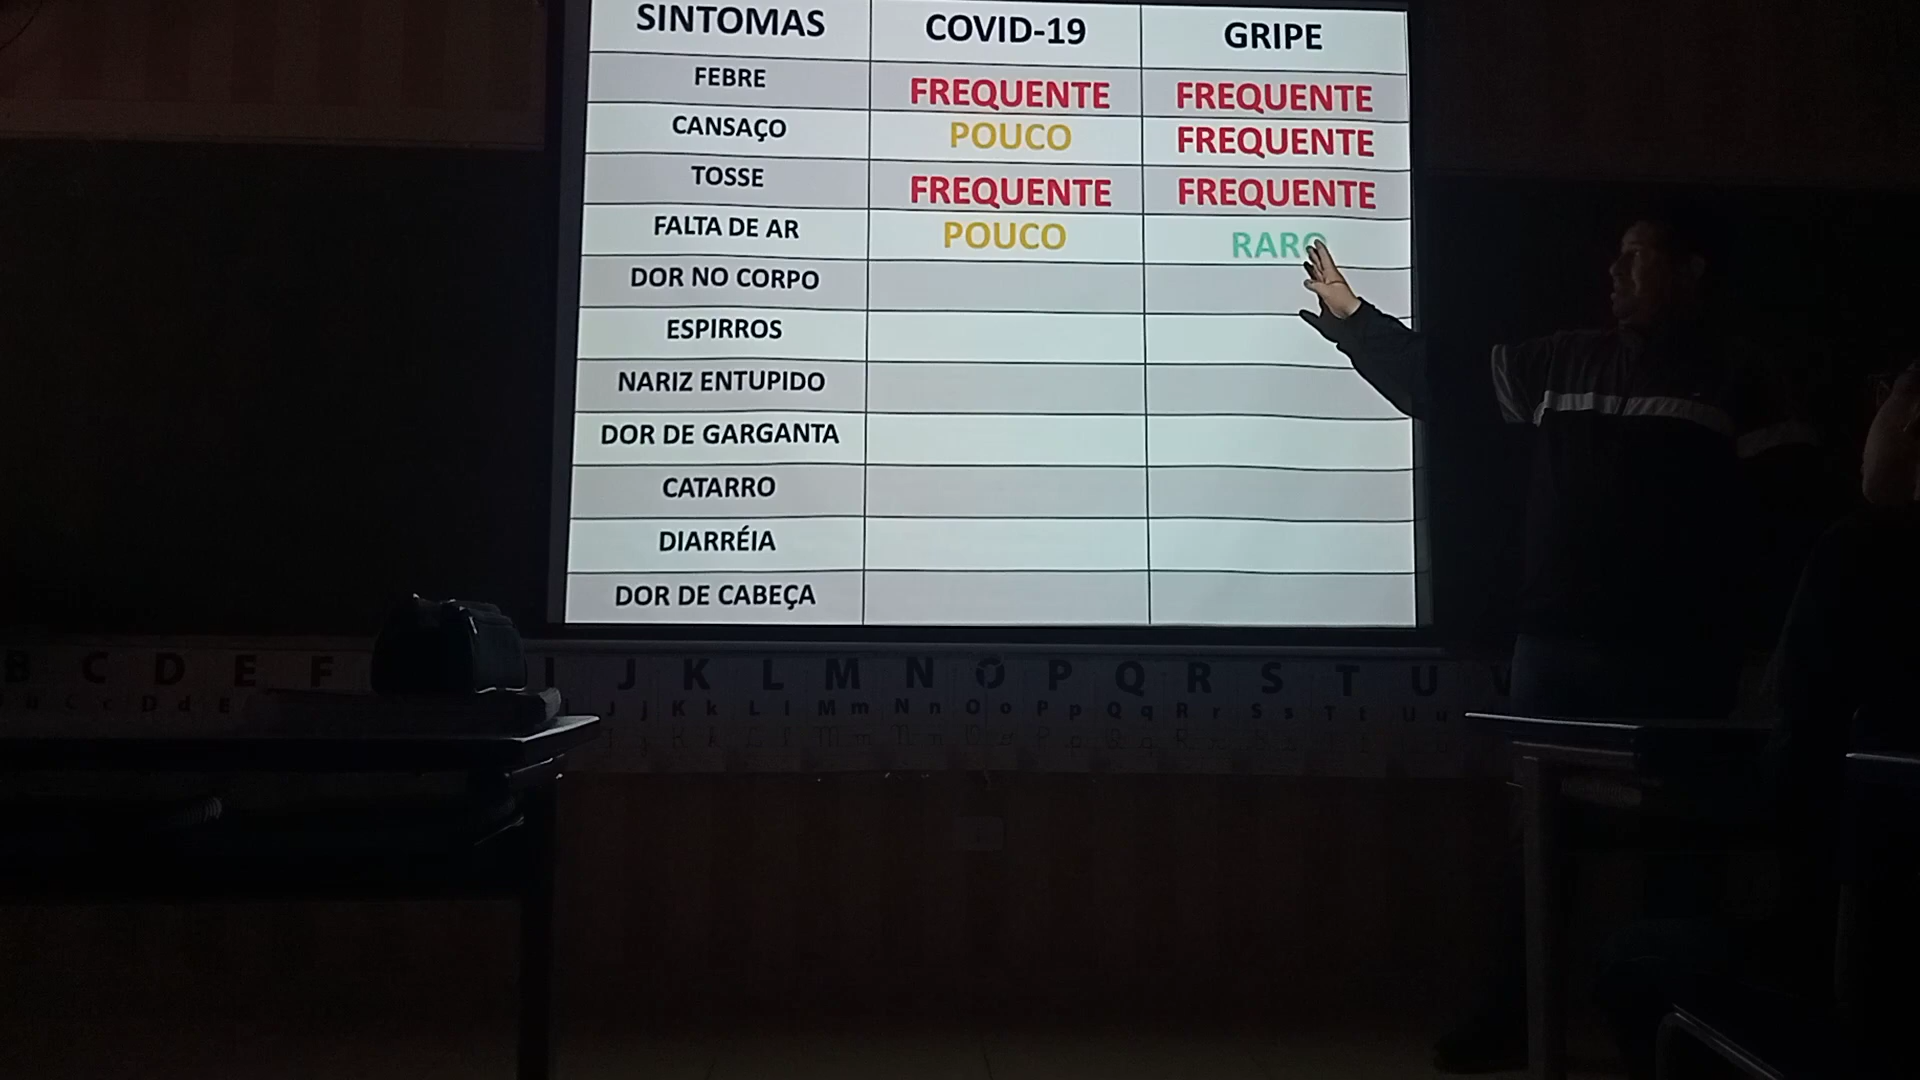 SINTOMAS COVID-19 GRIPE
FEBRE FREQUENTE FREQUENTE
CANSAÇO POUCO FREQUENTE
TOSSE FREQUENTE FREQUENTE
FALTA DE AR POUCO RARO
DOR NO CORPO
ESPIRROS
NARIZ ENTUPIDO
DOR DE GARGANTA
CATARRO
DIARRÉIA
DOR DE CABEÇA
B C D E F I J K L M N O P Q R S T U V
D d E J j K k L l M m N n O o P p Q q R r S s T t U u